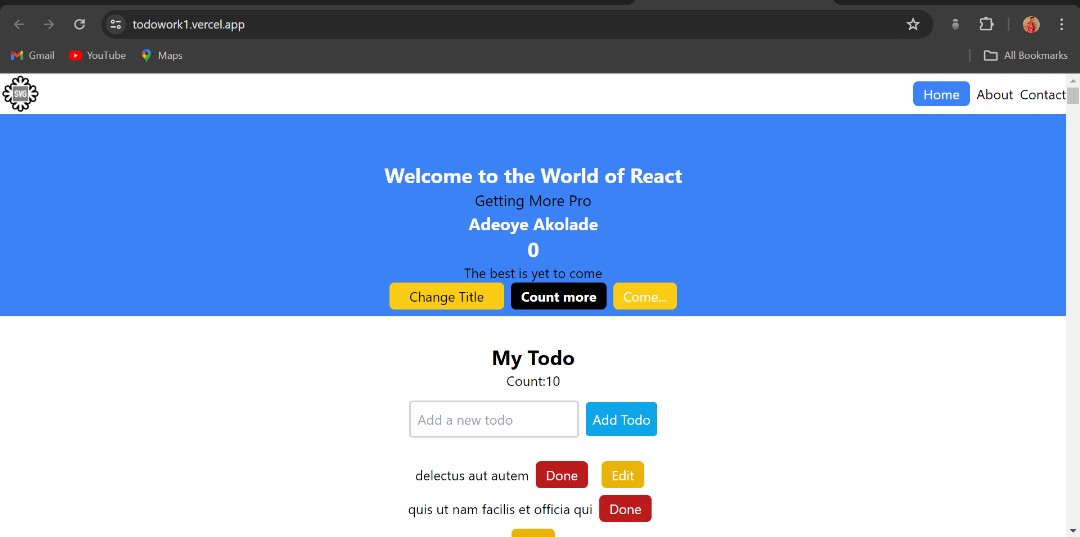 todowork1.vercel.app
Gmail YouTube Maps All Bookmarks
SVG Home About Contact
Welcome to the World of React
Getting More Pro
Adeoye Akolade
0
The best is yet to come
Change Title Count more Come...
My Todo
Count:10
Add a new todo Add Todo
delectus aut autem Done Edit
quis ut nam facilis et officia qui Done